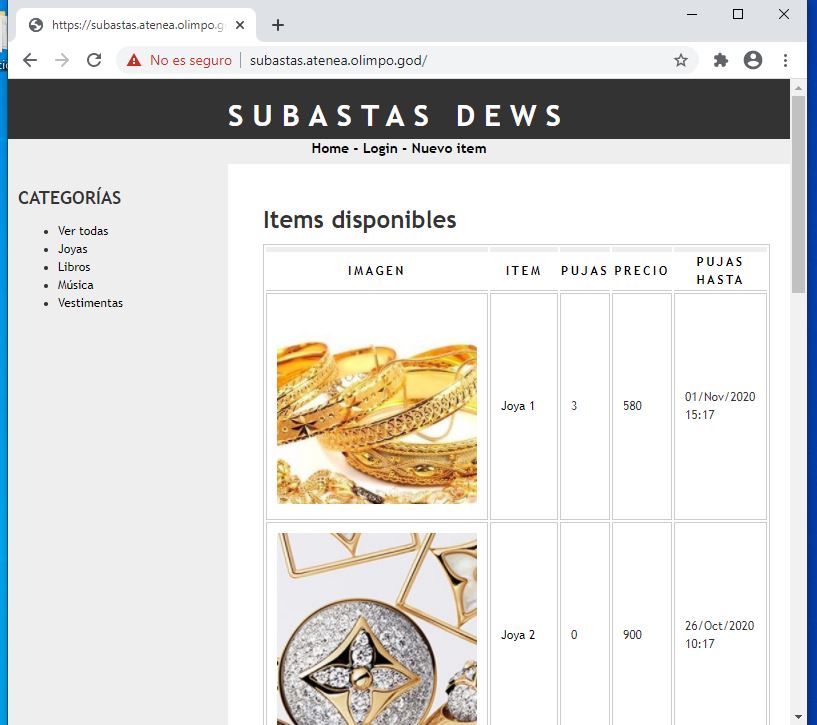 https://subastas.atenea.olimpo.g
No es seguro | subastas.atenea.olimpo.god/
SUBASTAS DEWS
Home - Login - Nuevo item
CATEGORÍAS
Ver todas
Joyas
Libros
Música
Vestimentas
Items disponibles
IMAGEN ITEM PUJAS PRECIO PUJAS HASTA
Joya 1 3 580 01/Nov/2020
15:17
Joya 2 0 900 26/Oct/2020
10:17